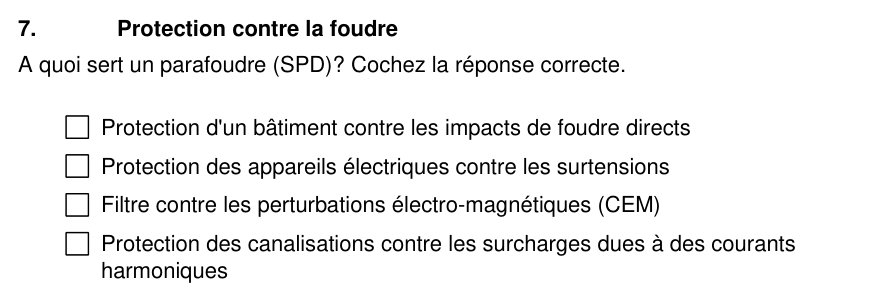 7. Protection contre la foudre
A quoi sert un parafoudre (SPD)? Cochez la réponse correcte.
Protection d'un bâtiment contre les impacts de foudre directs
Protection des appareils électriques contre les surtensions
Filtre contre les perturbations électro-magnétiques (CEM)
Protection des canalisations contre les surcharges dues à des courants
harmoniques